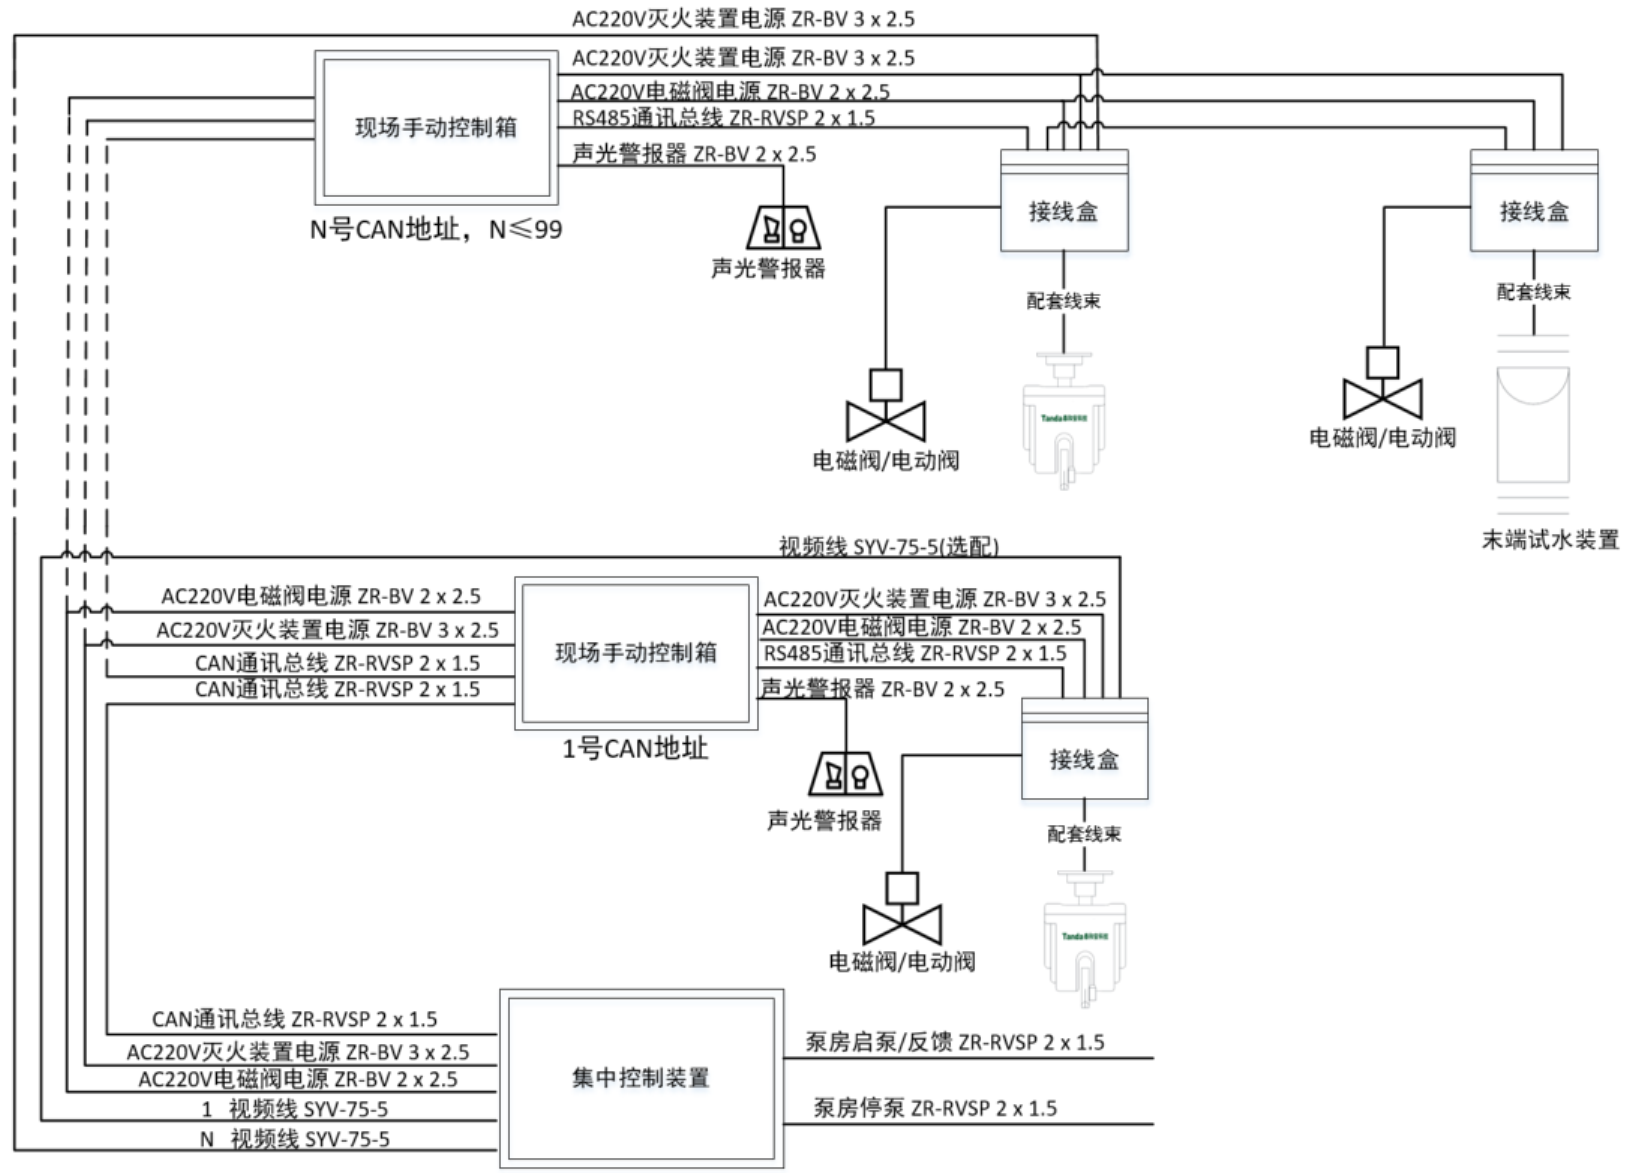 AC220V灭火装置电源 ZR-BV 3 x 2.5
AC220V灭火装置电源 ZR-BV 3 x 2.5
AC220V电磁阀电源 ZR-BV 2 x 2.5
RS485通讯总线 ZR-RVSP 2 x 1.5
声光警报器 ZR-BV 2 x 2.5
现场手动控制箱
N号CAN地址，N≤99
声光警报器
接线盒
接线盒
配套线束
配套线束
Tanda
电磁阀/电动阀
电磁阀/电动阀
末端试水装置
视频线 SYV-75-5(选配)
AC220V电磁阀电源 ZR-BV 2 x 2.5
AC220V灭火装置电源 ZR-BV 3 x 2.5
CAN通讯总线 ZR-RVSP 2 x 1.5
CAN通讯总线 ZR-RVSP 2 x 1.5
现场手动控制箱
1号CAN地址
AC220V灭火装置电源 ZR-BV 3 x 2.5
AC220V电磁阀电源 ZR-BV 2 x 2.5
RS485通讯总线 ZR-RVSP 2 x 1.5
声光警报器 ZR-BV 2 x 2.5
声光警报器
接线盒
配套线束
Tanda
电磁阀/电动阀
CAN通讯总线 ZR-RVSP 2 x 1.5
AC220V灭火装置电源 ZR-BV 3 x 2.5
AC220V电磁阀电源 ZR-BV 2 x 2.5
1 视频线 SYV-75-5
N 视频线 SYV-75-5
集中控制装置
泵房启泵/反馈 ZR-RVSP 2 x 1.5
泵房停泵 ZR-RVSP 2 x 1.5